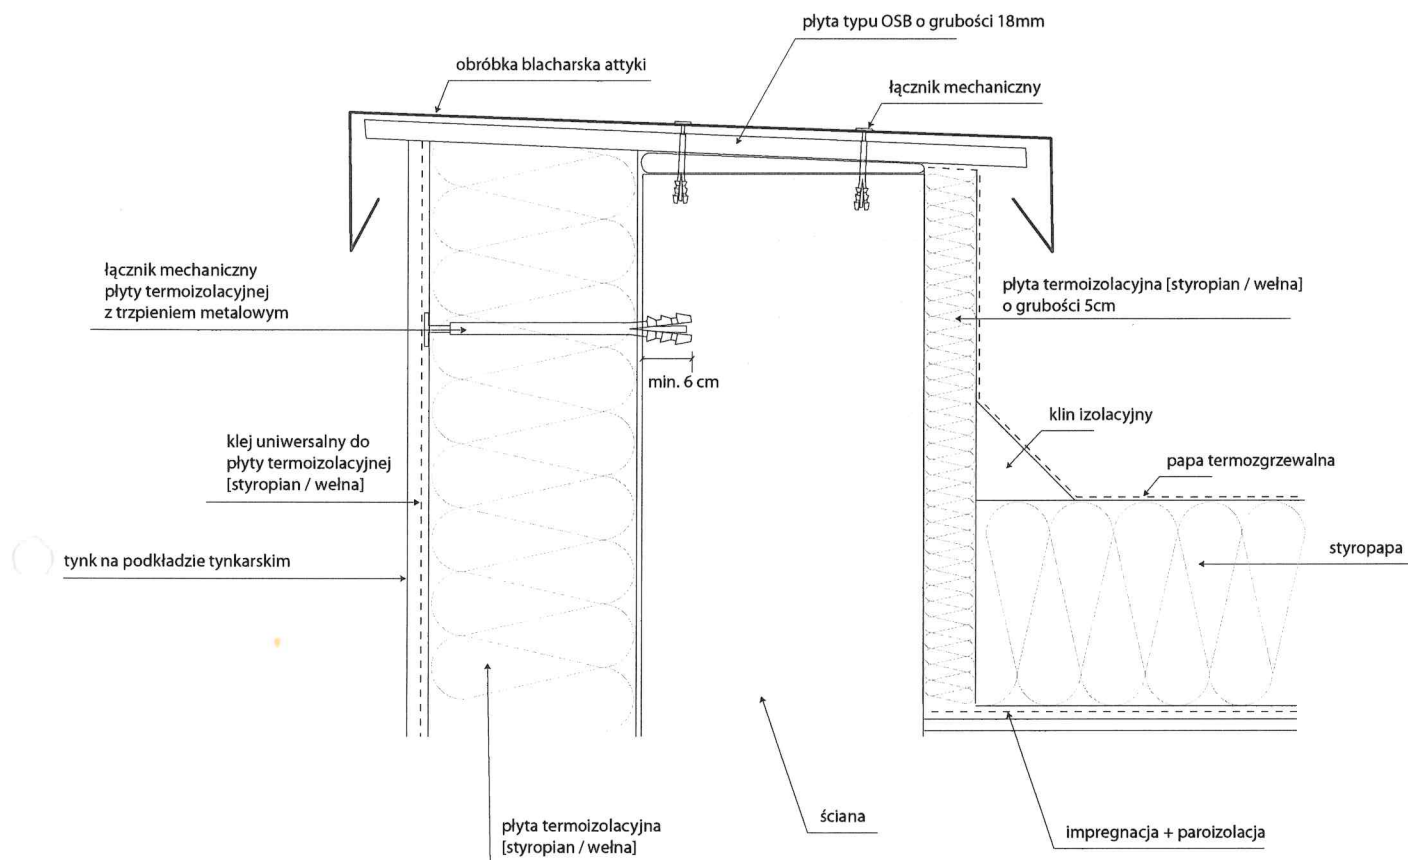 płyta typu OSB o grubości 18mm
obróbka blacharska attyki
łącznik mechaniczny
łącznik mechaniczny
płyty termoizolacyjnej
z trzpieniem metalowym
płyta termoizolacyjna [styropian / wełna]
o grubości 5cm
min. 6 cm
klin izolacyjny
klej uniwersalny do
płyty termoizolacyjnej
[styropian / wełna]
papa termozgrzewalna
tynk na podkładzie tynkarskim
styropapa
ściana
płyta termoizolacyjna
[styropian / wełna]
impregnacja + paroizolacja